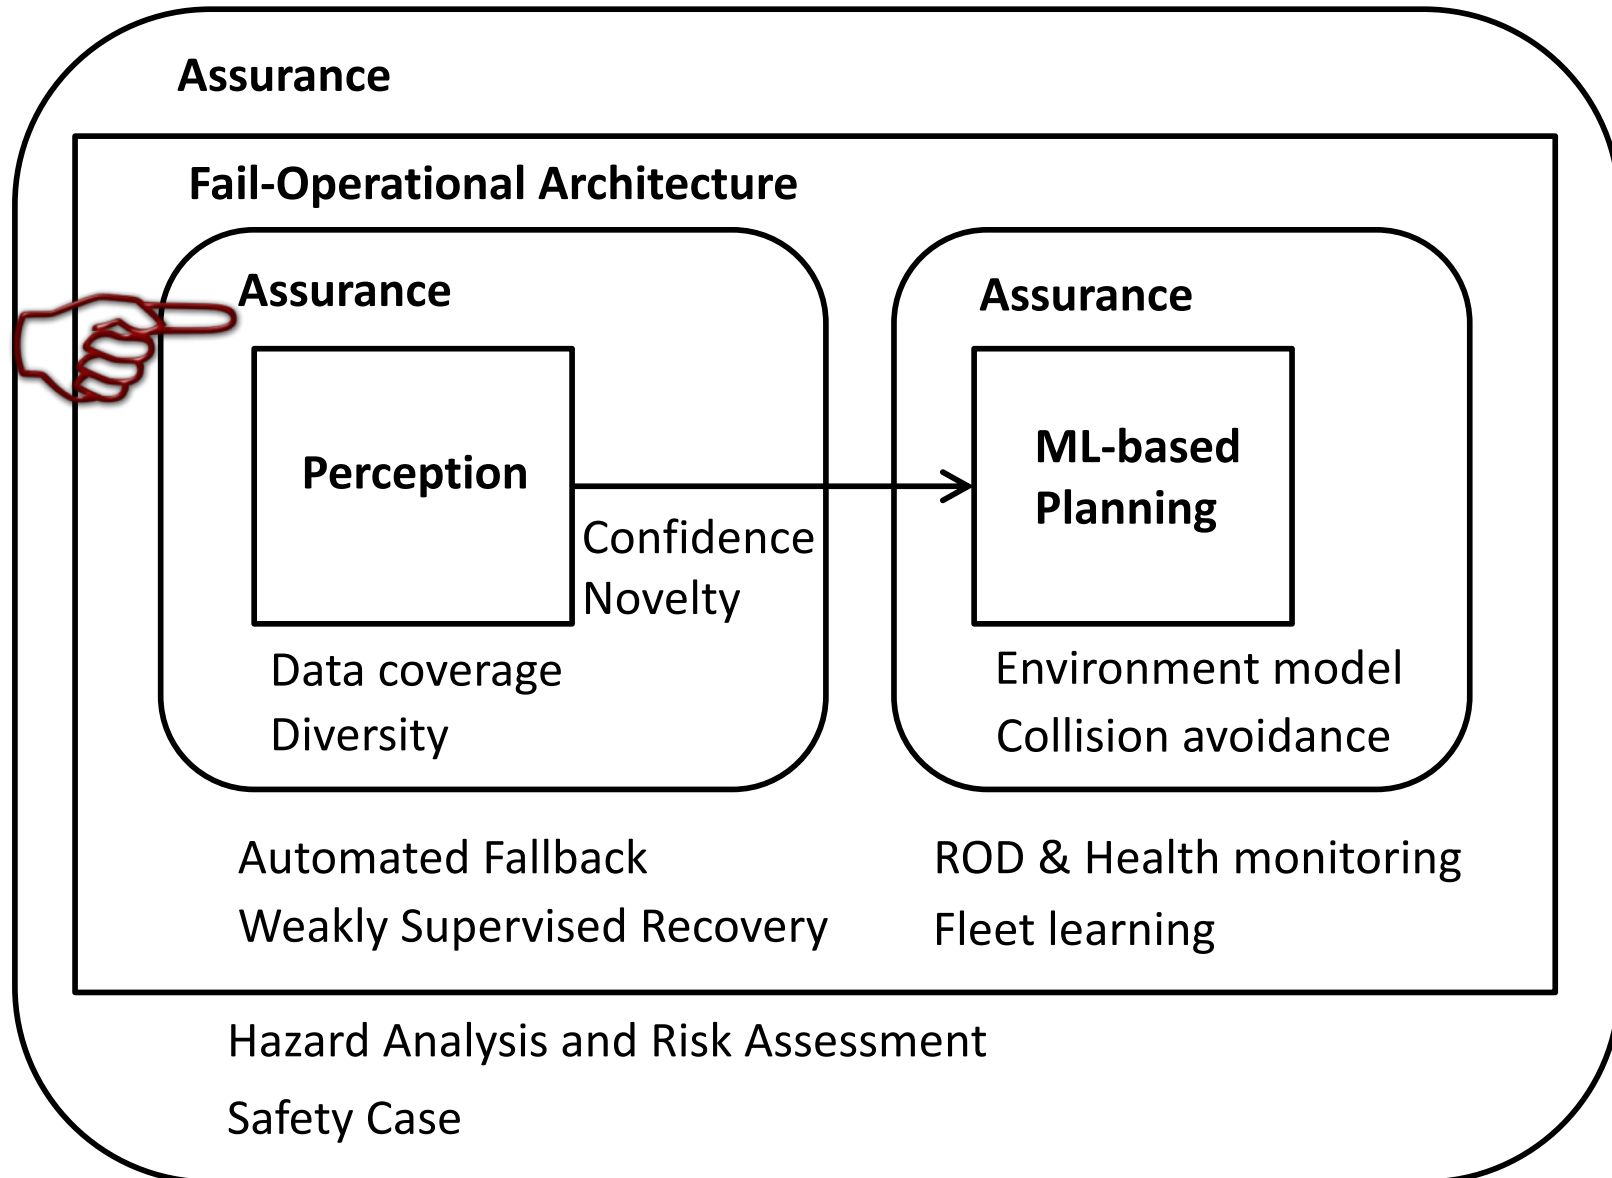 Assurance
Fail-Operational Architecture
Assurance
Perception
Confidence
Novelty
Data coverage
Diversity
Assurance
ML-based
Planning
Environment model
Collision avoidance
Automated Fallback
Weakly Supervised Recovery
ROD & Health monitoring
Fleet learning
Hazard Analysis and Risk Assessment
Safety Case